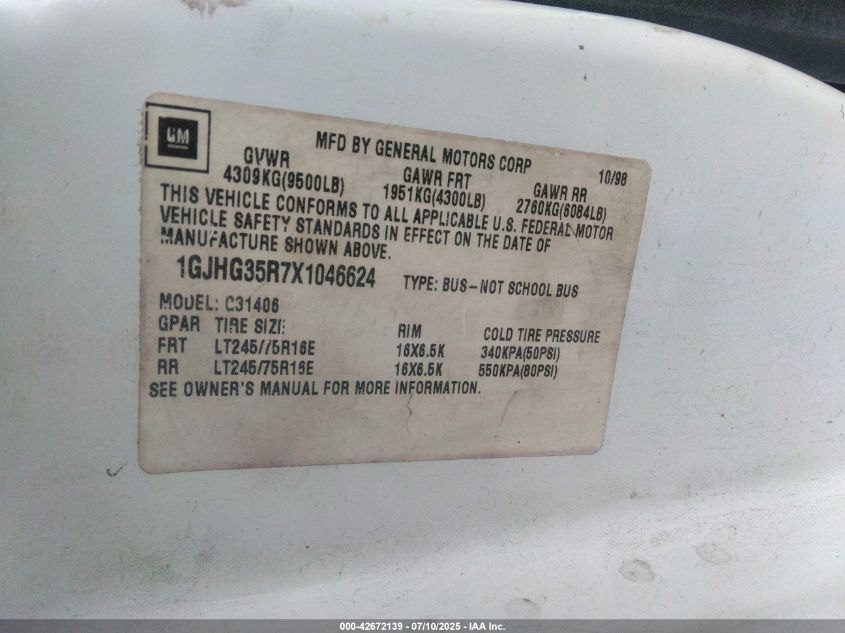 GM
MFD BY GENERAL MOTORS CORP 10/98
GVWR GAWR FRT GAWR RR
4309KG(9500LB) 1951KG(4300LB) 2760KG(6084LB)
THIS VEHICLE CONFORMS TO ALL APPLICABLE U.S. FEDERAL MOTOR
VEHICLE SAFETY STANDARDS IN EFFECT ON THE DATE OF
MANUFACTURE SHOWN ABOVE.
1GJHG35R7X1046624 TYPE: BUS-NOT SCHOOL BUS
MODEL: C31406
GPAR TIRE SIZE: RIM COLD TIRE PRESSURE
FRT LT245/75R16E 16X6.5K 340KPA(50PSI)
RR LT245/75R16E 16X6.5K 550KPA(80PSI)
SEE OWNER'S MANUAL FOR MORE INFORMATION.
000-42672139 - 07/10/2025 - IAA Inc.